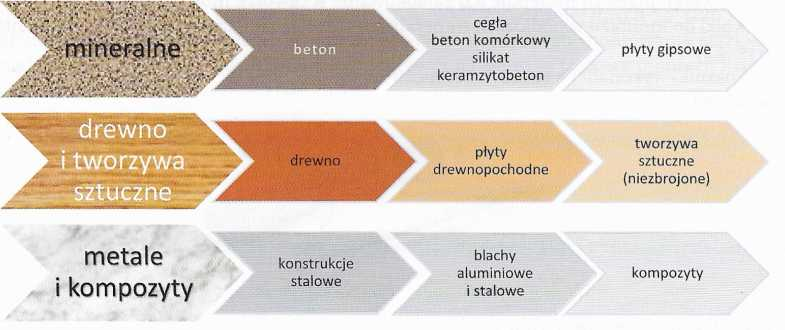 mineralne
beton
cegła
beton komórkowy
silikat
keramzytobeton
płyty gipsowe
drewno
i tworzywa
sztuczne
drewno
płyty
drewnopochodne
tworzywa
sztuczne
(niezbrojone)
metale
i kompozyty
konstrukcje
stalowe
blachy
aluminiowe
i stalowe
kompozyty